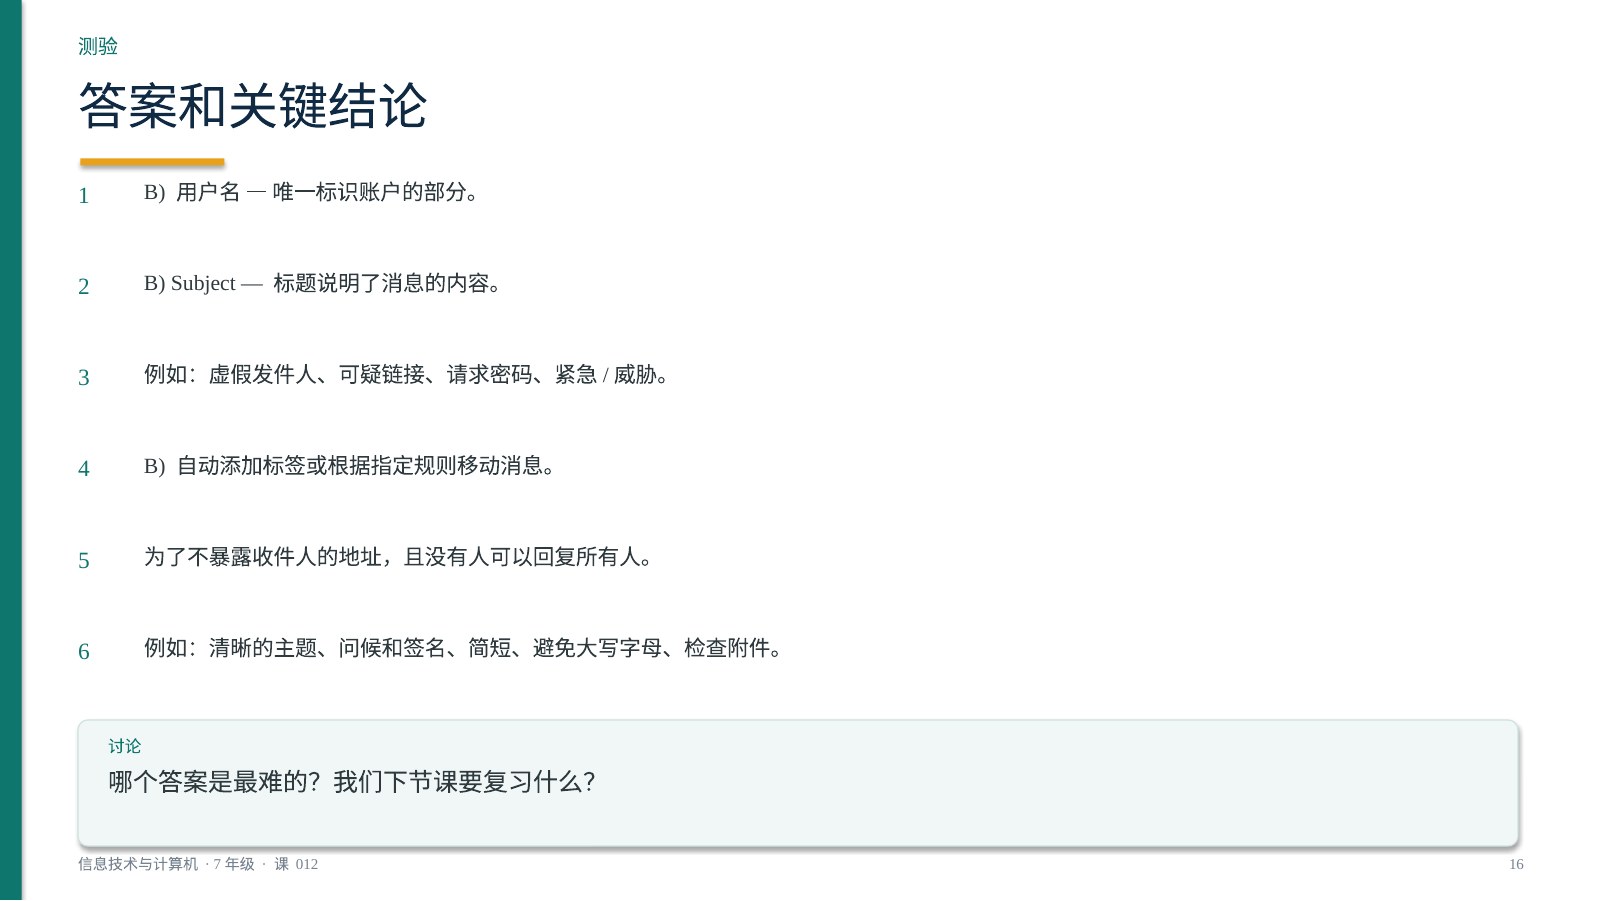 测验
答案和关键结论
1 B) 用户名 — 唯一标识账户的部分。
2 B) Subject — 标题说明了消息的内容。
3 例如：虚假发件人、可疑链接、请求密码、紧急 / 威胁。
4 B) 自动添加标签或根据指定规则移动消息。
5 为了不暴露收件人的地址，且没有人可以回复所有人。
6 例如：清晰的主题、问候和签名、简短、避免大写字母、检查附件。
讨论
哪个答案是最难的？我们下节课要复习什么？
信息技术与计算机 · 7 年级 · 课 012
16